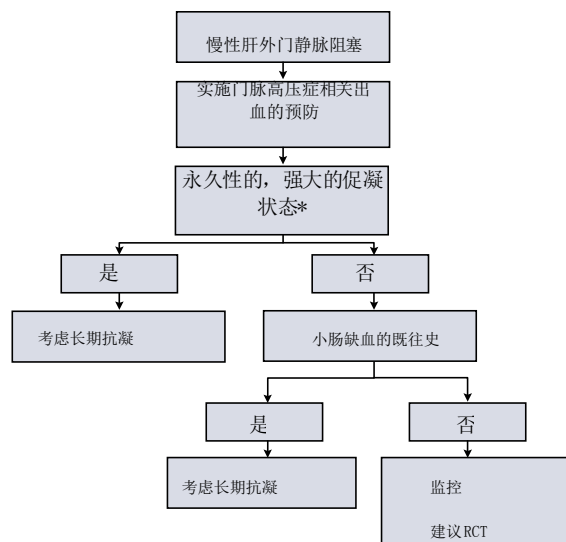 慢性肝外门静脉阻塞
实施门脉高压症相关出
血的预防
永久性的，强大的促凝
状态*
是
否
考虑长期抗凝
小肠缺血的既往史
是
否
考虑长期抗凝
监控
建议RCT